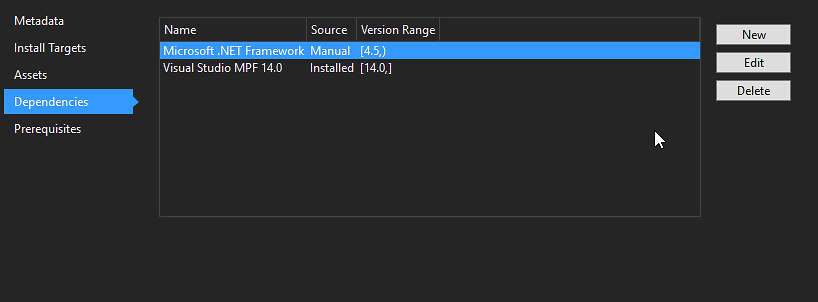 Metadata
Install Targets
Assets
Dependencies
Prerequisites
Name Source Version Range
Microsoft .NET Framework Manual [4.5,)
Visual Studio MPF 14.0 Installed [14.0,]
New
Edit
Delete